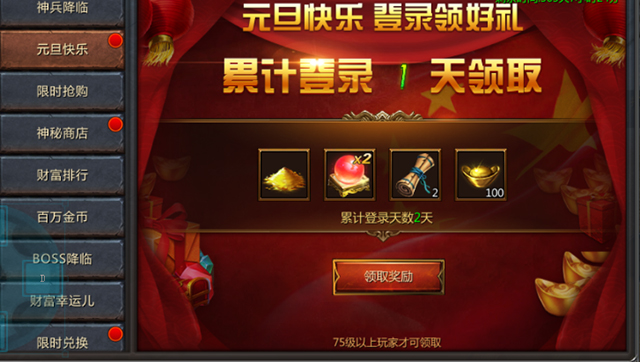 神兵降临
元旦快乐
限时抢购
神秘商店
财富排行
百万金币
BOSS降临
财富幸运儿
限时兑换
元旦快乐 登录领好礼
累计登录 1 天领取
x2
2
100
累计登录天数2天
领取奖励
75级以上玩家才可领取